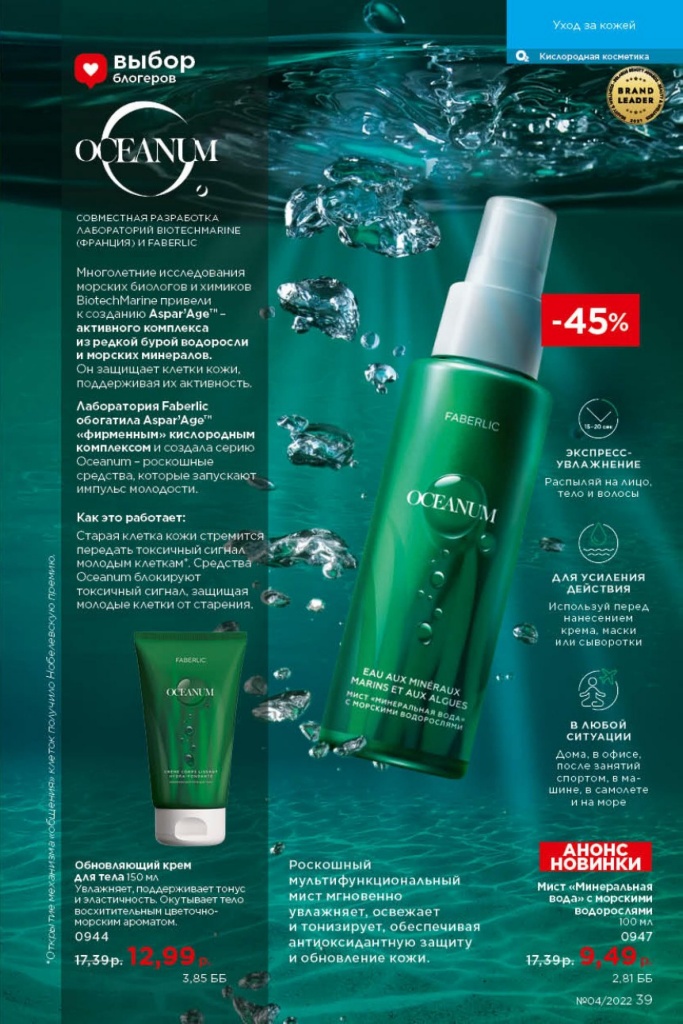 Уход за кожей
O₂ Кислородная косметика
выбор
блогеров
BRAND
LEADER
OCEANUM
СОВМЕСТНАЯ РАЗРАБОТКА
ЛАБОРАТОРИЙ BIOTECHMARINE
(ФРАНЦИЯ) И FABERLIC
Многолетние исследования
морских биологов и химиков
BiotechMarine привели
к созданию Aspar'Age™ –
активного комплекса
из редкой бурой водоросли
и морских минералов.
Он защищает клетки кожи,
поддерживая их активность.
Лаборатория Faberlic
обогатила Aspar'Age™
«фирменным» кислородным
комплексом и создала серию
Oceanum – роскошные
средства, которые запускают
импульс молодости.
Как это работает:
Старая клетка кожи стремится
передать токсичный сигнал
молодым клеткам*. Средства
Oceanum блокируют
токсичный сигнал, защищая
молодые клетки от старения.
*Открытие механизма «общения» клеток получило Нобелевскую премию.
FABERLIC
OCEANUM
Обновляющий крем
для тела 150 мл
Увлажняет, поддерживает тонус
и эластичность. Окутывает тело
восхитительным цветочно-
морским ароматом.
0944
17,39р. 12,99р.
3,85 ББ
FABERLIC
OCEANUM
EAU AUX MINÉRAUX
MARINS ET AUX ALGUES
МИСТ «МИНЕРАЛЬНАЯ ВОДА»
С МОРСКИМИ ВОДОРОСЛЯМИ
-45%
15-20 сек
ЭКСПРЕСС-
УВЛАЖНЕНИЕ
Распыляй на лицо,
тело и волосы
ДЛЯ УСИЛЕНИЯ
ДЕЙСТВИЯ
Используй перед
нанесением
крема, маски
или сыворотки
В ЛЮБОЙ
СИТУАЦИИ
Дома, в офисе,
после занятий
спортом, в ма-
шине, в самолете
и на море
Роскошный
мультифункциональный
мист мгновенно
увлажняет, освежает
и тонизирует, обеспечивая
антиоксидантную защиту
и обновление кожи.
АНОНС
НОВИНКИ
Мист «Минеральная
вода» с морскими
водорослями
100 мл
0947
17,39р. 9,49р.
2,81 ББ
№04/2022 39